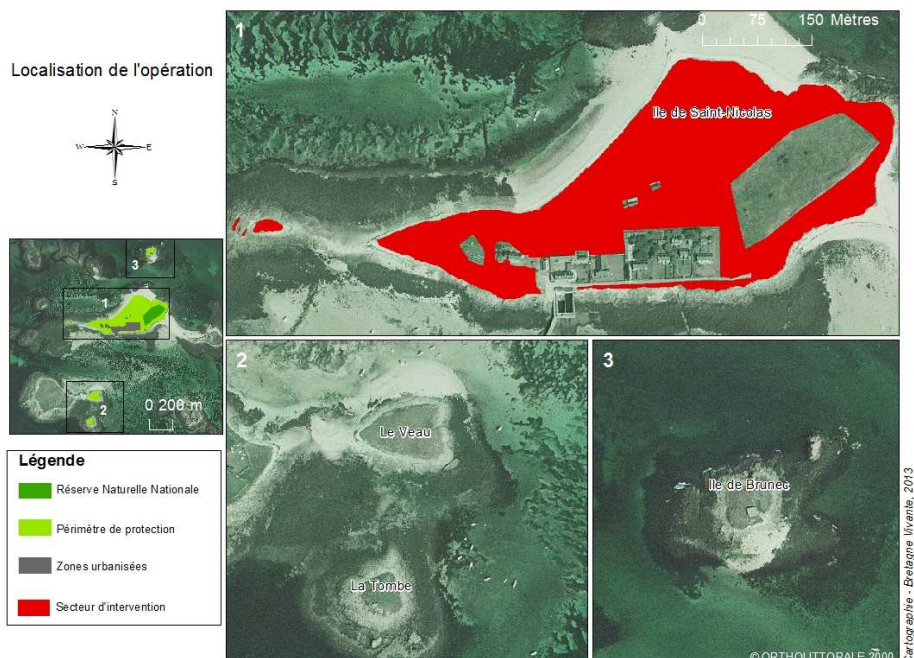 Localisation de l'opération
N
W
E
S
3
1
2
0 200 m
Légende
Réserve Naturelle Nationale
Périmètre de protection
Zones urbanisées
Secteur d'intervention
1
0 75 150 Mètres
Ile de Saint-Nicolas
2
Le Veau
La Tombe
3
Ile de Brunec
© ORTHOLITTORALE 2000
Cartographie - Bretagne Vivante, 2013